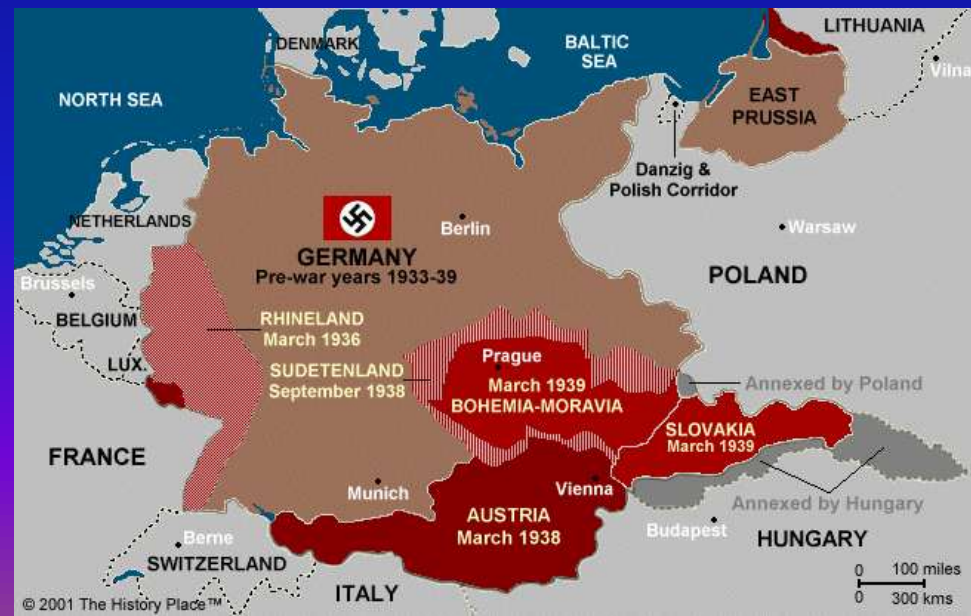 LITHUANIA
DENMARK
BALTIC
SEA
Vilna
NORTH SEA
EAST
PRUSSIA
Danzig &
Polish Corridor
NETHERLANDS
Berlin
Warsaw
GERMANY
Pre-war years 1933-39
POLAND
Brussels
BELGIUM
RHINELAND
March 1936
LUX.
SUDETENLAND
September 1938
Prague
March 1939
BOHEMIA-MORAVIA
Annexed by Poland
SLOVAKIA
March 1939
FRANCE
Munich
Vienna
Annexed by Hungary
AUSTRIA
March 1938
Budapest
HUNGARY
Berne
SWITZERLAND
ITALY
0 100 miles
0 300 kms
© 2001 The History Place™